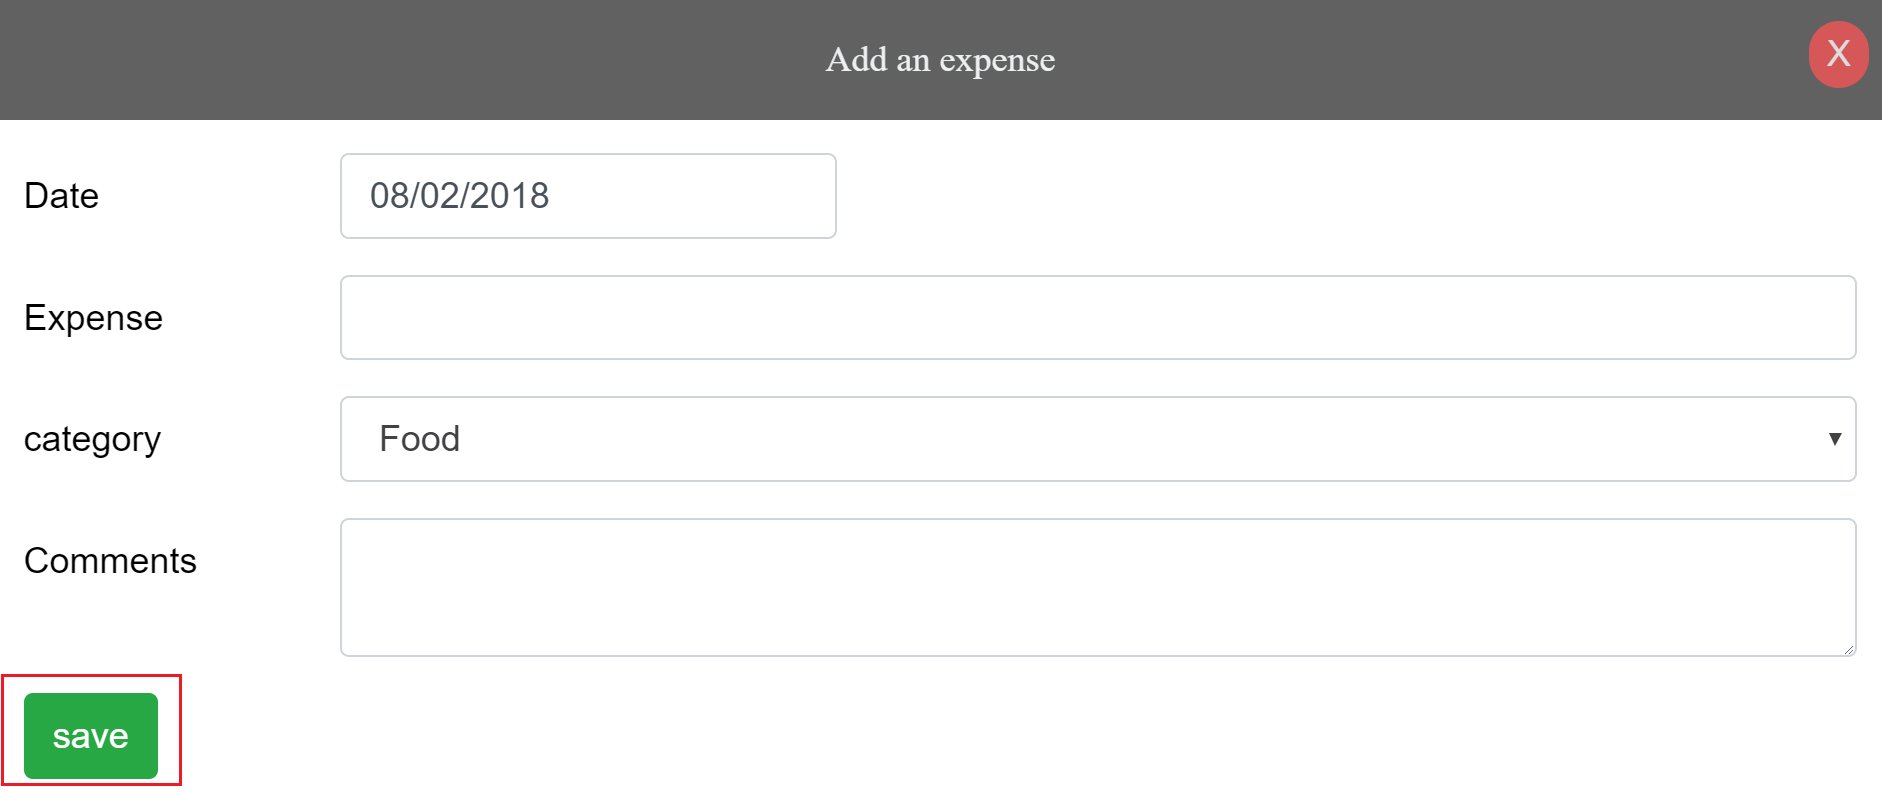 Add an expense
X
Date
08/02/2018
Expense
category
Food
Comments
save